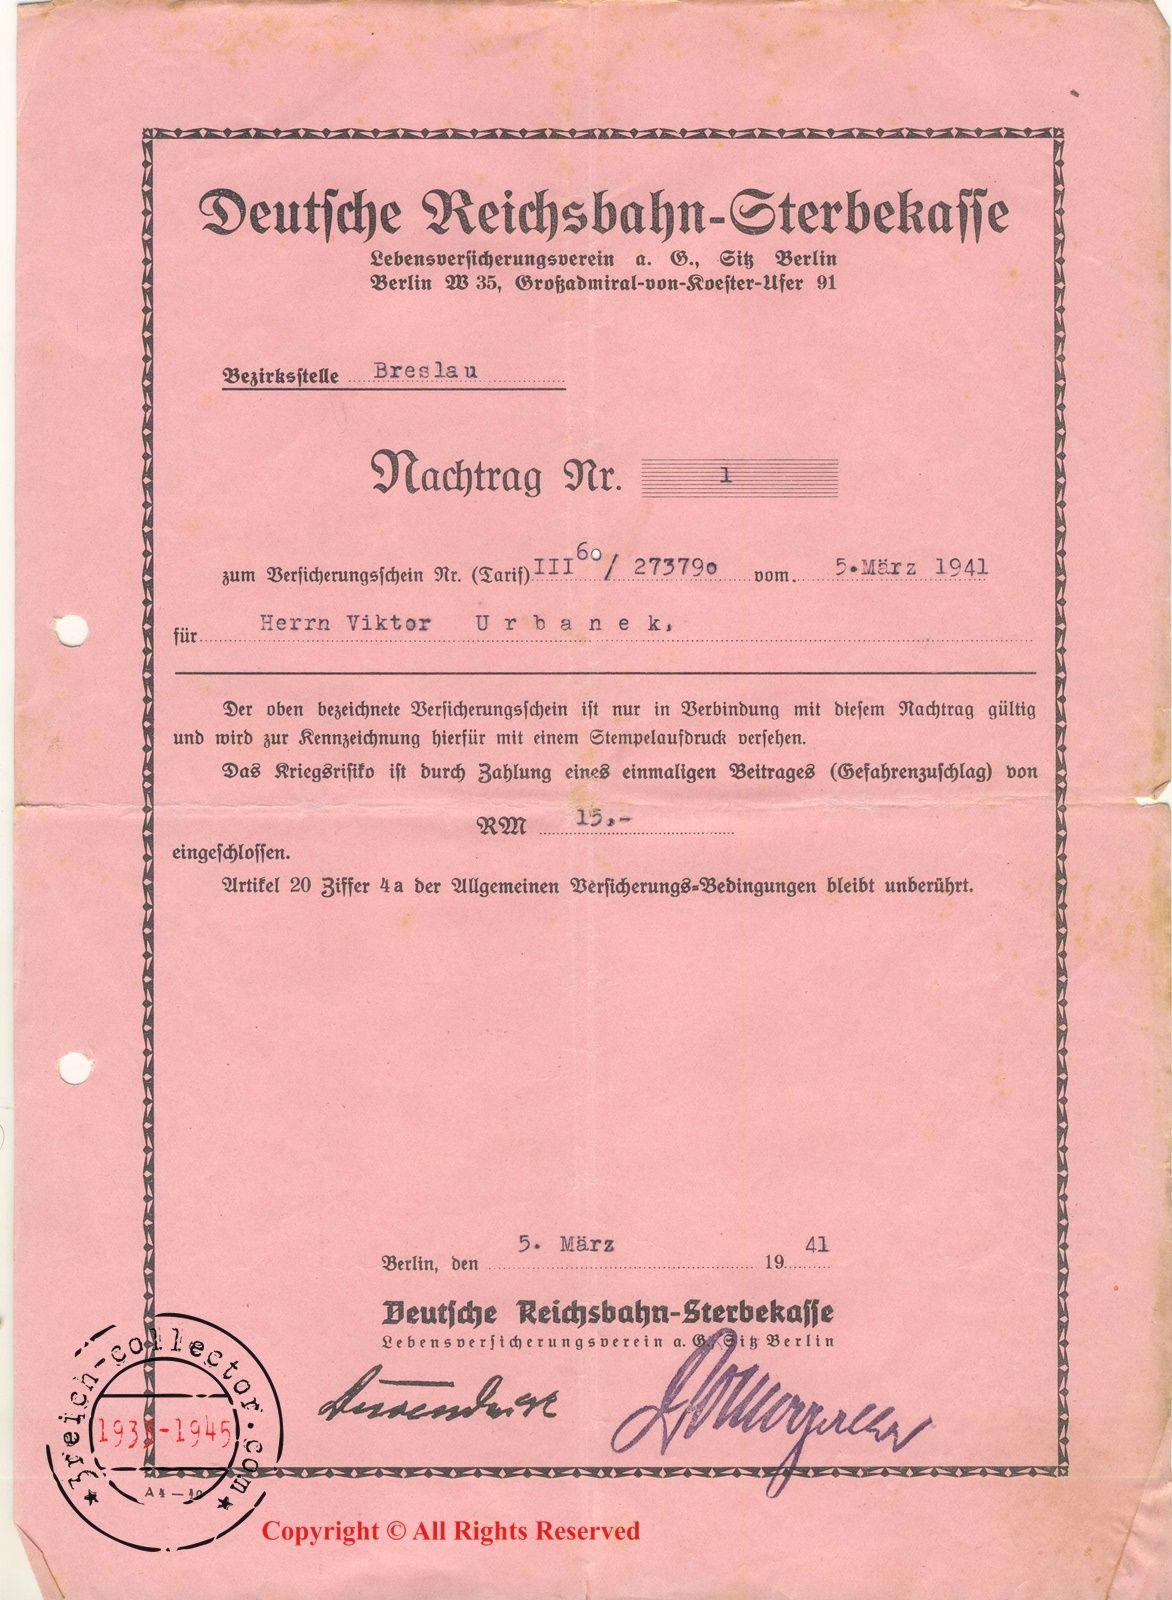 Deutsche Reichsbahn-Sterbekasse
Lebensversicherungsverein a. G., Sitz Berlin
Berlin W 35, Großadmiral-von-Koester-Ufer 91
Bezirksstelle Breslau
Nachtrag Nr. 1
zum Versicherungsschein Nr. (Tarif) III 60 / 273790 vom 5.März 1941
für Herrn Viktor Urbanek,
Der oben bezeichnete Versicherungsschein ist nur in Verbindung mit diesem Nachtrag gültig
und wird zur Kennzeichnung hierfür mit einem Stempelaufdruck versehen.
Das Kriegsrisiko ist durch Zahlung eines einmaligen Beitrages (Gefahrenzuschlag) von
RM 15,-
eingeschlossen.
Artikel 20 Ziffer 4a der Allgemeinen Versicherungs-Bedingungen bleibt unberührt.
Berlin, den 5. März 1941
Deutsche Reichsbahn-Sterbekasse
Lebensversicherungsverein a. G. Sitz Berlin
3reich-collector.com
1933-1945
Copyright © All Rights Reserved